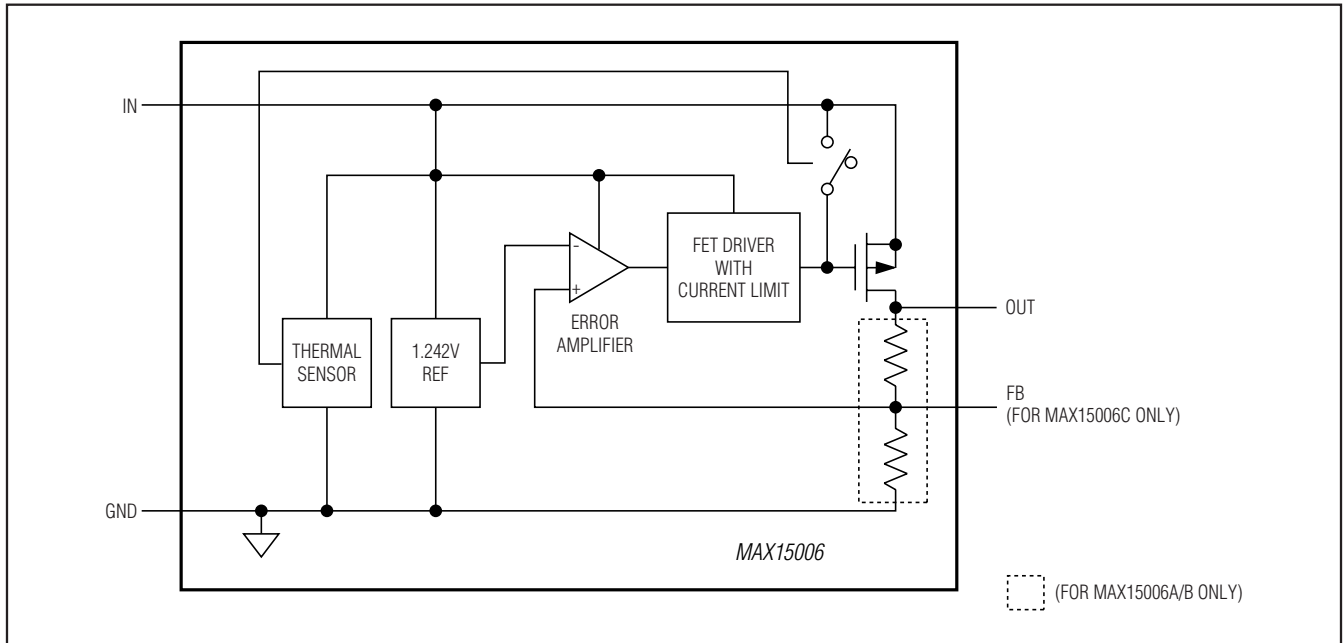 IN
-
+
FET DRIVER
WITH
CURRENT LIMIT
OUT
ERROR
AMPLIFIER
THERMAL
SENSOR
1.242V
REF
FB
(FOR MAX15006C ONLY)
GND
MAX15006
(FOR MAX15006A/B ONLY)